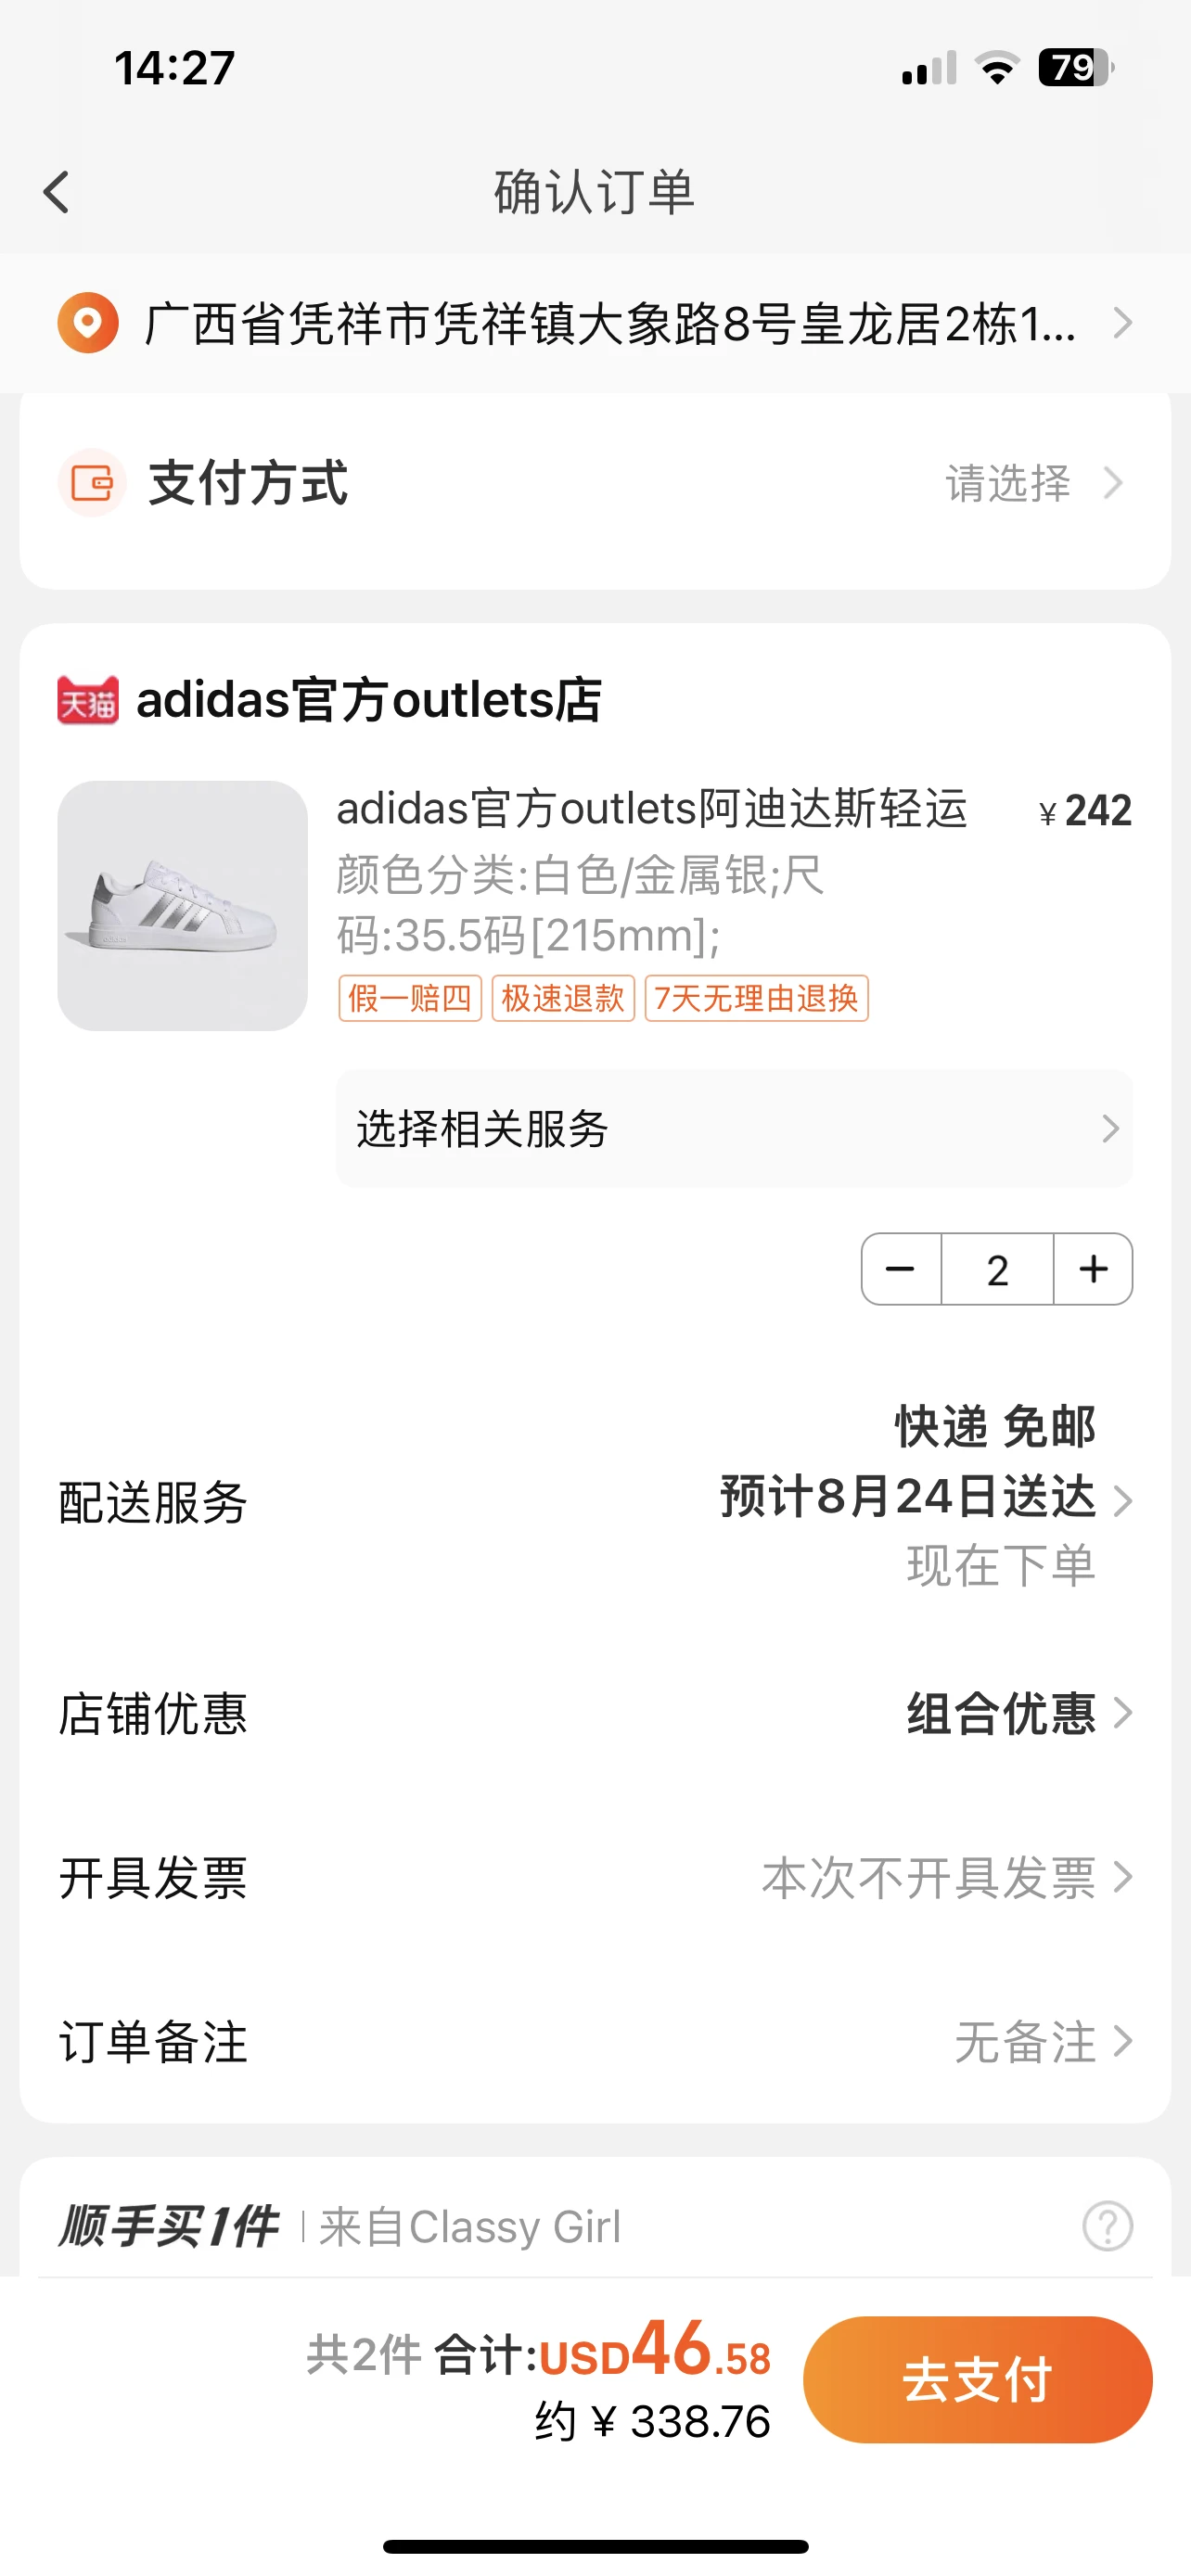 14:27
79
确认订单
广西省凭祥市凭祥镇大象路8号皇龙居2栋1...
支付方式
请选择
天猫 adidas官方outlets店
adidas官方outlets阿迪达斯轻运
¥ 242
颜色分类:白色/金属银;尺
码:35.5码[215mm];
假一赔四 极速退款 7天无理由退换
选择相关服务
− 2 +
快递 免邮
配送服务
预计8月24日送达
现在下单
店铺优惠 组合优惠
开具发票 本次不开具发票
订单备注 无备注
顺手买1件 | 来自Classy Girl
共2件 合计:USD46.58
约 ¥ 338.76
去支付